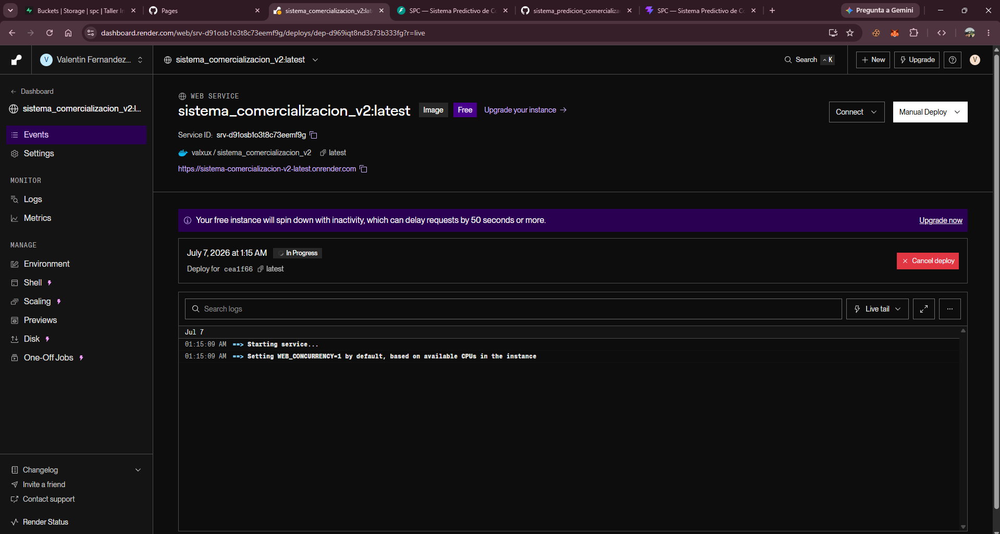 Buckets | Storage | spc | Taller In
Pages
sistema_comercializacion_v2:lat
SPC — Sistema Predictivo de Co
sistema_predicion_comercializa
SPC — Sistema Predictivo de Co
Pregunta a Gemini
dashboard.render.com/web/srv-d91osb1o3t8c73eemf9g/deploys/dep-d969iqt8nd3s73b333fg?r=live
V
Valentin Fernandez...
sistema_comercializacion_v2:latest
Search
K
New
Upgrade
V
Dashboard
sistema_comercializacion_v2:l...
Events
Settings
MONITOR
Logs
Metrics
MANAGE
Environment
Shell
Scaling
Previews
Disk
One-Off Jobs
Changelog
Invite a friend
Contact support
Render Status
WEB SERVICE
sistema_comercializacion_v2:latest
Image
Free
Upgrade your instance
Connect
Manual Deploy
Service ID: srv-d91osb1o3t8c73eemf9g
valxux / sistema_comercializacion_v2 latest
https://sistema-comercializacion-v2-latest.onrender.com
Your free instance will spin down with inactivity, which can delay requests by 50 seconds or more.
Upgrade now
July 7, 2026 at 1:15 AM In Progress
Deploy for cea1f66 latest
Cancel deploy
Search logs
Live tail
...
Jul 7
01:15:09 AM ==> Starting service...
01:15:09 AM ==> Setting WEB_CONCURRENCY=1 by default, based on available CPUs in the instance